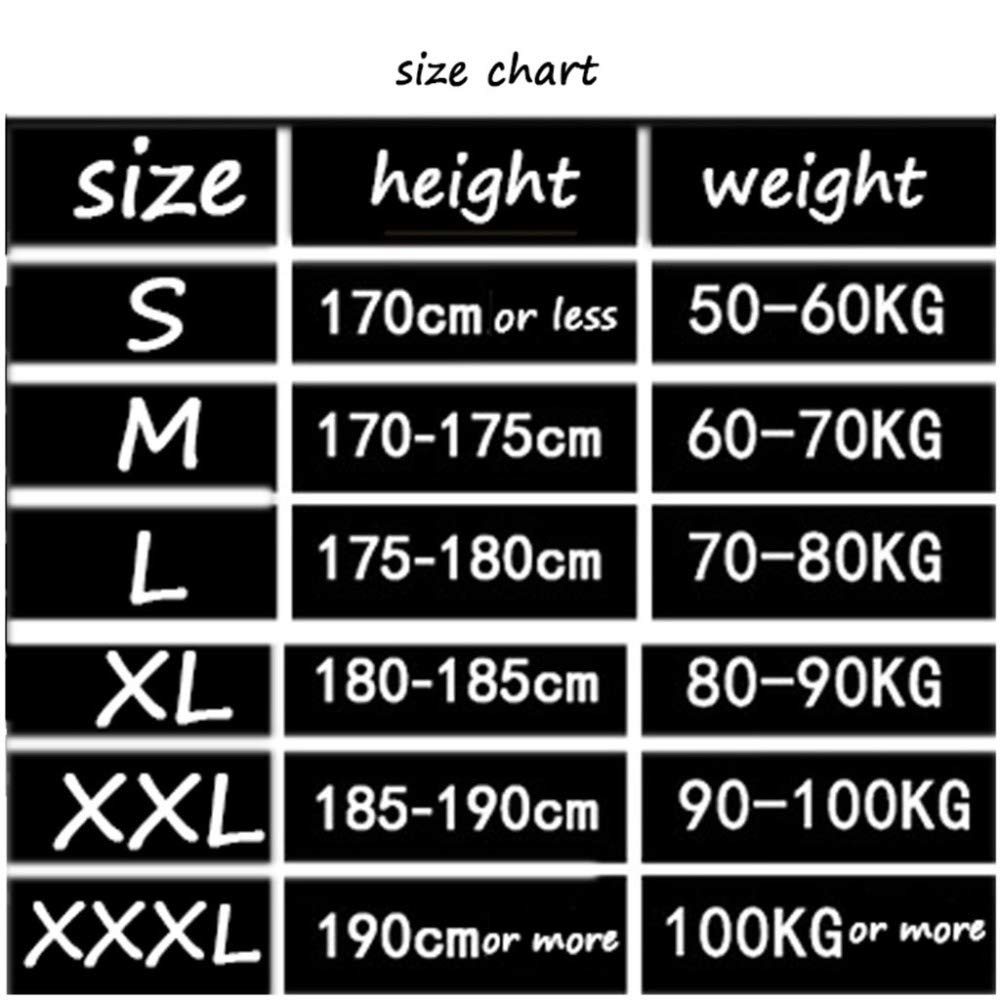 size chart
size height weight
S 170cm or less 50-60KG
M 170-175cm 60-70KG
L 175-180cm 70-80KG
XL 180-185cm 80-90KG
XXL 185-190cm 90-100KG
XXXL 190cm or more 100KG or more